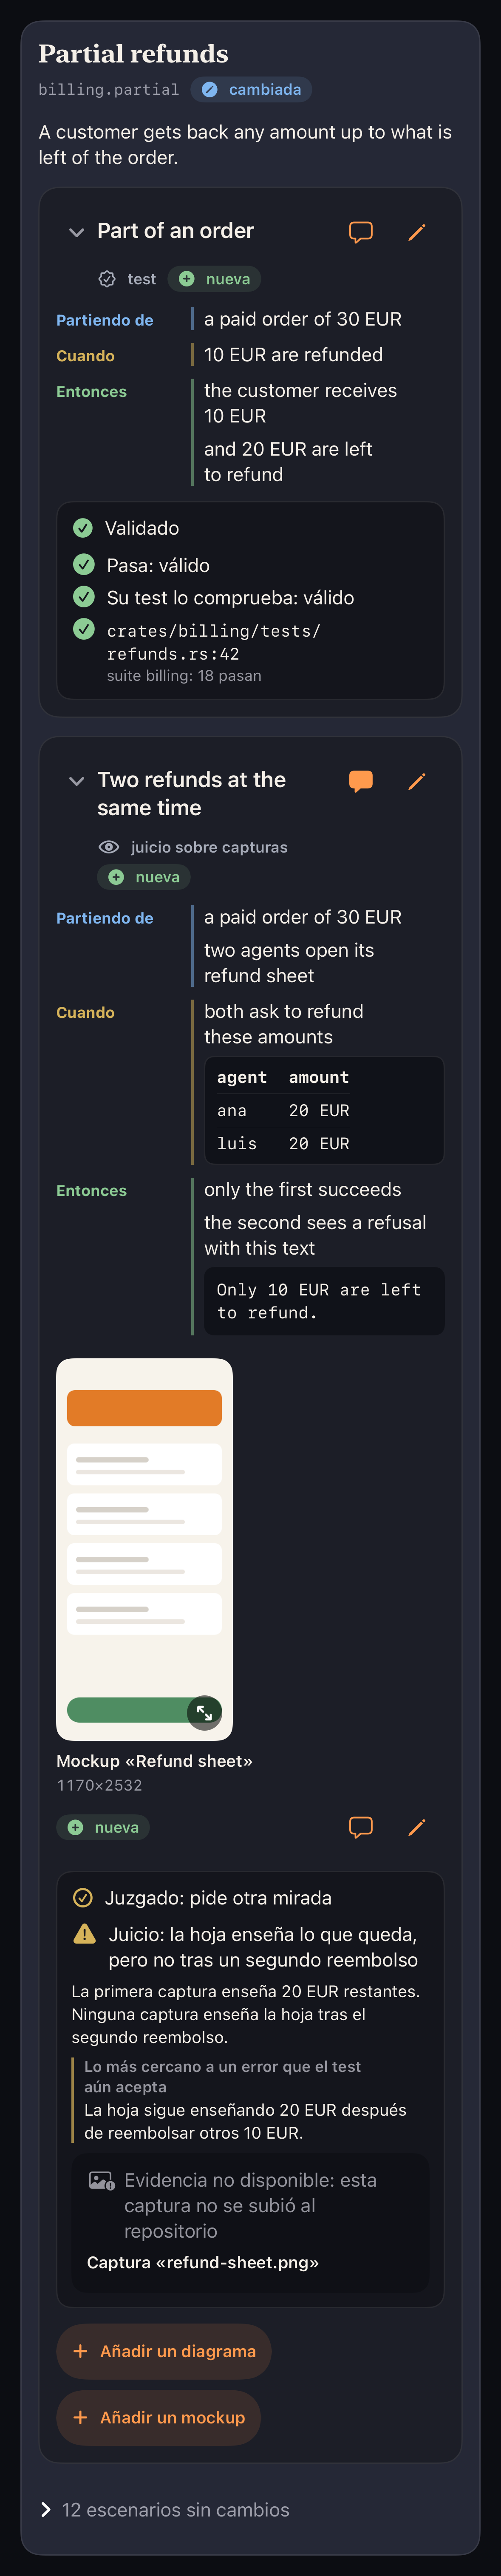 Partial refunds
billing.partial cambiada
A customer gets back any amount up to what is
left of the order.
Part of an order
test nueva
Partiendo de a paid order of 30 EUR
Cuando 10 EUR are refunded
Entonces the customer receives
10 EUR
and 20 EUR are left
to refund
Validado
Pasa: válido
Su test lo comprueba: válido
crates/billing/tests/
refunds.rs:42
suite billing: 18 pasan
Two refunds at the
same time
juicio sobre capturas
nueva
Partiendo de a paid order of 30 EUR
two agents open its
refund sheet
Cuando both ask to refund
these amounts
agent amount
ana 20 EUR
luis 20 EUR
Entonces only the first succeeds
the second sees a refusal
with this text
Only 10 EUR are left
to refund.
Mockup «Refund sheet»
1170×2532
nueva
Juzgado: pide otra mirada
Juicio: la hoja enseña lo que queda,
pero no tras un segundo reembolso
La primera captura enseña 20 EUR restantes.
Ninguna captura enseña la hoja tras el
segundo reembolso.
Lo más cercano a un error que el test
aún acepta
La hoja sigue enseñando 20 EUR después
de reembolsar otros 10 EUR.
Evidencia no disponible: esta
captura no se subió al
repositorio
Captura «refund-sheet.png»
Añadir un diagrama
Añadir un mockup
12 escenarios sin cambios